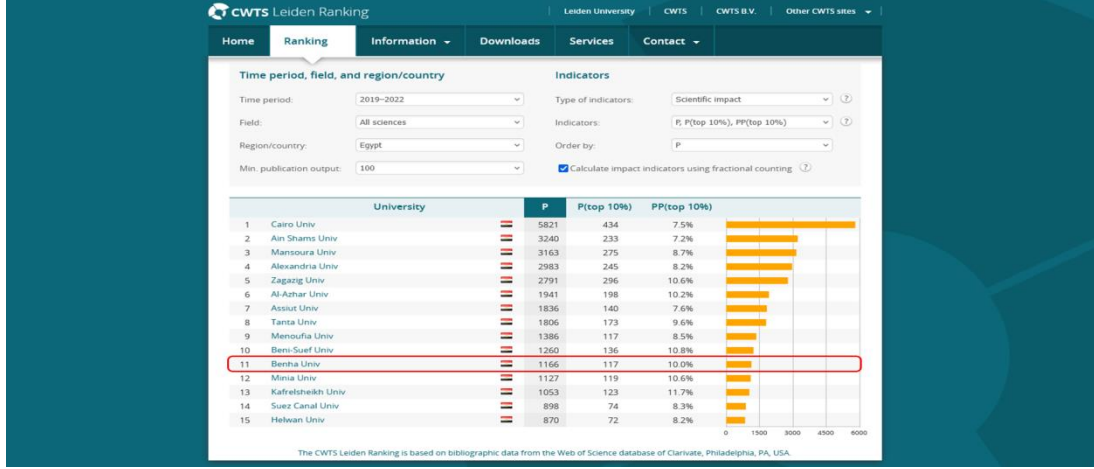 CWTS Leiden Ranking
Leiden University | CWTS | CWTS B.V. | Other CWTS sites
Home Ranking Information Downloads Services Contact
Time period, field, and region/country Indicators
Time period: 2019–2022 Type of indicators: Scientific impact ?
Field: All sciences Indicators: P, P(top 10%), PP(top 10%) ?
Region/country: Egypt Order by: P
Min. publication output: 100 Calculate impact indicators using fractional counting ?
University P P(top 10%) PP(top 10%)
1 Cairo Univ 5821 434 7.5%
2 Ain Shams Univ 3240 233 7.2%
3 Mansoura Univ 3163 275 8.7%
4 Alexandria Univ 2983 245 8.2%
5 Zagazig Univ 2791 296 10.6%
6 Al-Azhar Univ 1941 198 10.2%
7 Assiut Univ 1836 140 7.6%
8 Tanta Univ 1806 173 9.6%
9 Menoufia Univ 1386 117 8.5%
10 Beni-Suef Univ 1260 136 10.8%
11 Benha Univ 1166 117 10.0%
12 Minia Univ 1127 119 10.6%
13 Kafrelsheikh Univ 1053 123 11.7%
14 Suez Canal Univ 898 74 8.3%
15 Helwan Univ 870 72 8.2%
0 1500 3000 4500 6000
The CWTS Leiden Ranking is based on bibliographic data from the Web of Science database of Clarivate, Philadelphia, PA, USA.